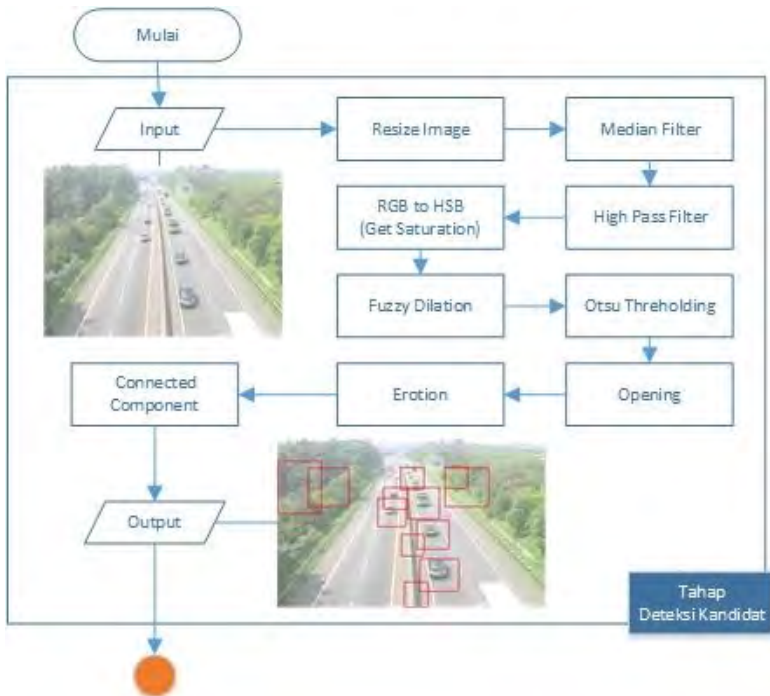 Mulai
Input
Resize Image
Median Filter
High Pass Filter
RGB to HSB
(Get Saturation)
Fuzzy Dilation
Otsu Threholding
Opening
Erotion
Connected
Component
Output
Tahap
Deteksi Kandidat